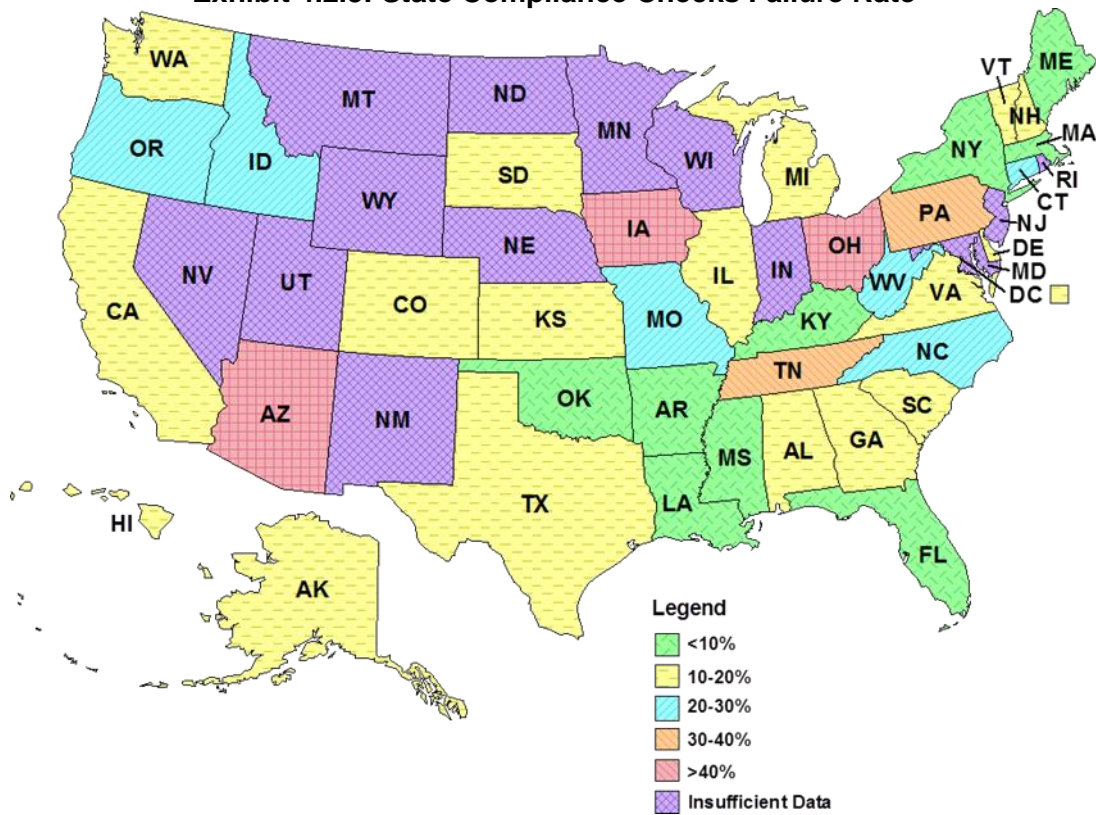 State Compliance Checks Failure Rate
WA
MT
ND
MN
VT
ME
NH
OR
ID
SD
WI
MI
NY
MA
RI
CT
WY
IA
PA
NJ
NE
OH
DE
NV
UT
IL
IN
WV
MD
VA
DC
CA
CO
KS
MO
KY
NC
TN
AZ
NM
OK
AR
SC
MS
AL
GA
LA
TX
HI
FL
AK
Legend
<10%
10-20%
20-30%
30-40%
>40%
Insufficient Data